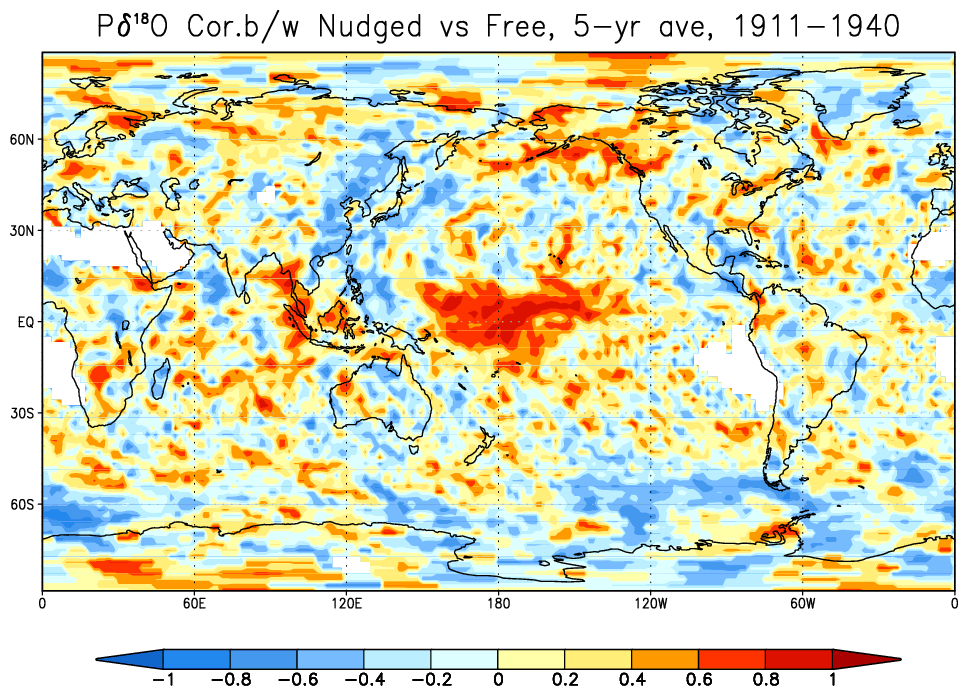 Pδ¹⁸O Cor.b/w Nudged vs Free, 5−yr ave, 1911−1940
60N
30N
EQ
30S
60S
0 60E 120E 180 120W 60W 0
−1 −0.8 −0.6 −0.4 −0.2 0 0.2 0.4 0.6 0.8 1